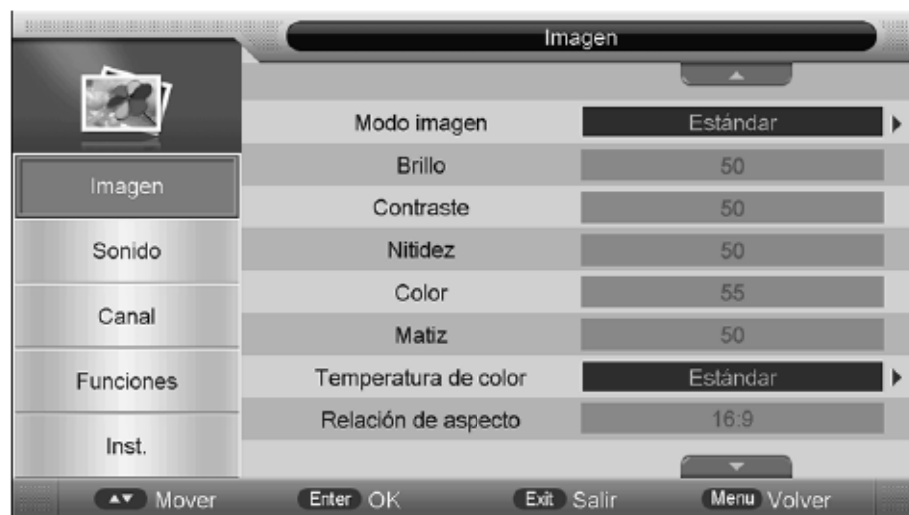 Imagen
Imagen
Sonido
Canal
Funciones
Inst.
Modo imagen Estándar
Brillo 50
Contraste 50
Nitidez 50
Color 55
Matiz 50
Temperatura de color Estándar
Relación de aspecto 16:9
Mover Enter OK Exit Salir Menu Volver